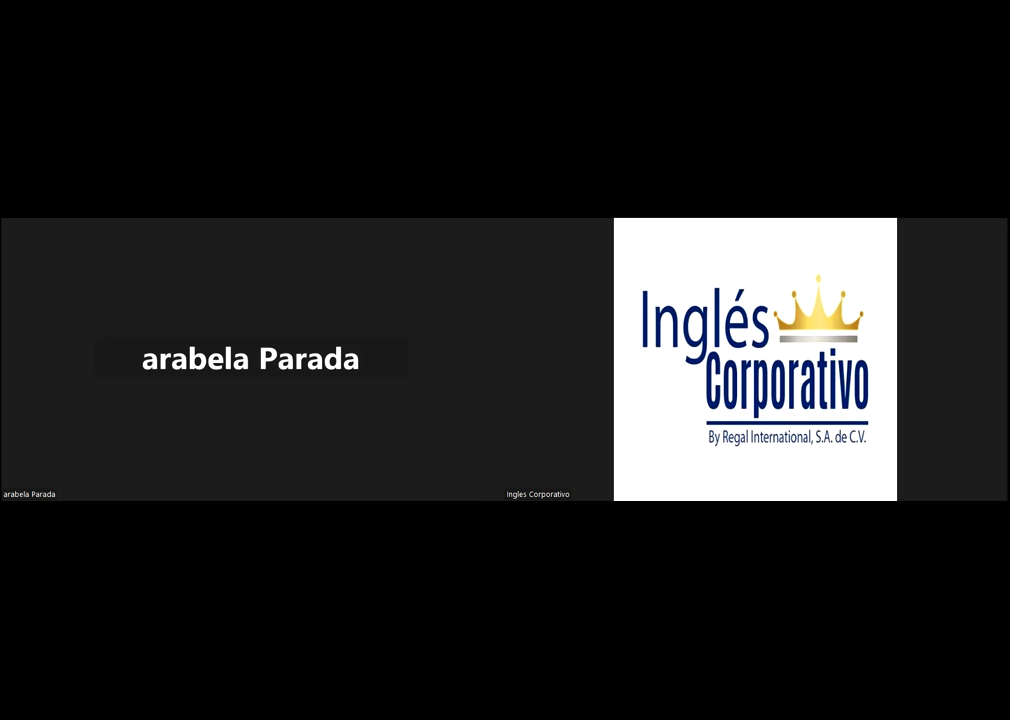 arabela Parada
Inglés
Corporativo
By Regal International, S.A. de C.V.
arabela Parada
Ingles Corporativo